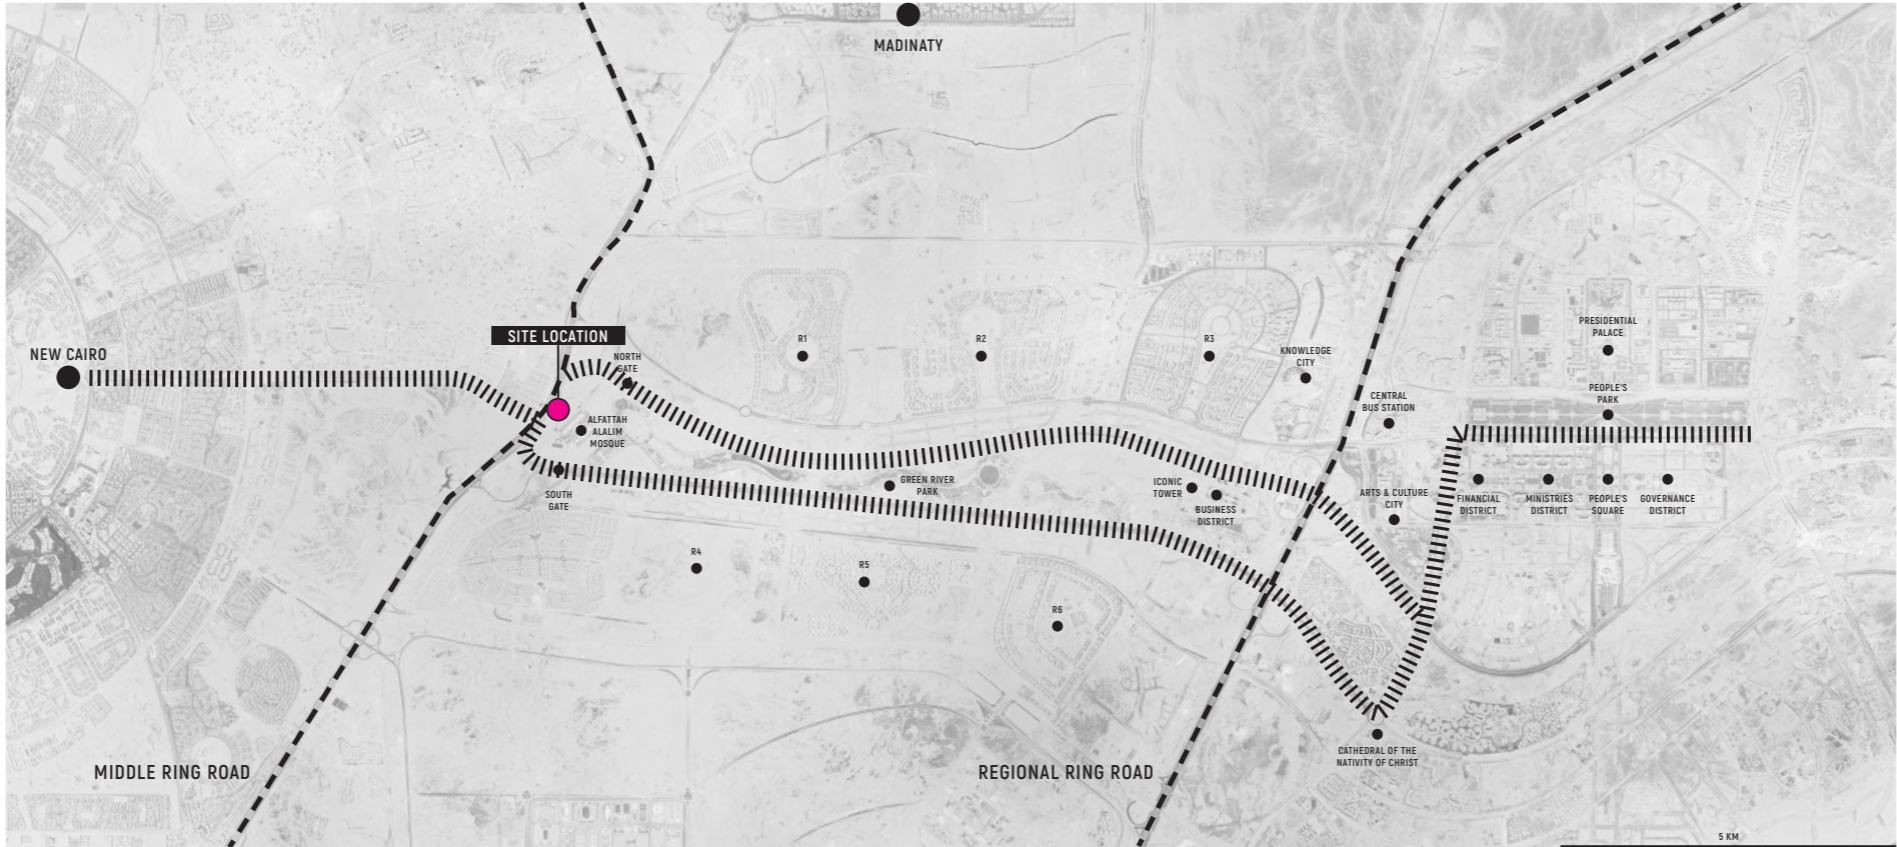 MADINATY
SITE LOCATION
NEW CAIRO
NORTH
GATE
ALFATTAH
ALALIM
MOSQUE
SOUTH
GATE
R1
R2
R3
KNOWLEDGE
CITY
CENTRAL
BUS STATION
PRESIDENTIAL
PALACE
PEOPLE'S
PARK
GREEN RIVER
PARK
ICONIC
TOWER
BUSINESS
DISTRICT
ARTS & CULTURE
CITY
FINANCIAL
DISTRICT
MINISTRIES
DISTRICT
PEOPLE'S
SQUARE
GOVERNANCE
DISTRICT
R4
R5
R6
CATHEDRAL OF THE
NATIVITY OF CHRIST
MIDDLE RING ROAD
REGIONAL RING ROAD
5 KM